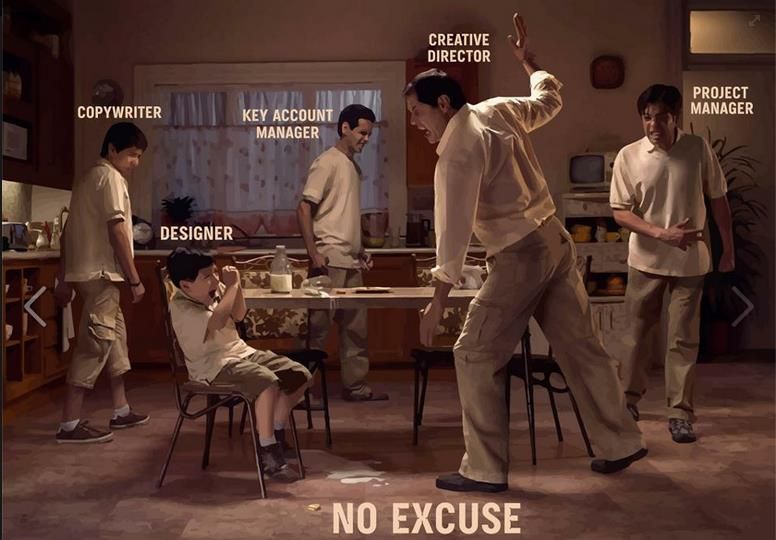 CREATIVE
DIRECTOR
PROJECT
MANAGER
COPYWRITER
KEY ACCOUNT
MANAGER
DESIGNER
NO EXCUSE